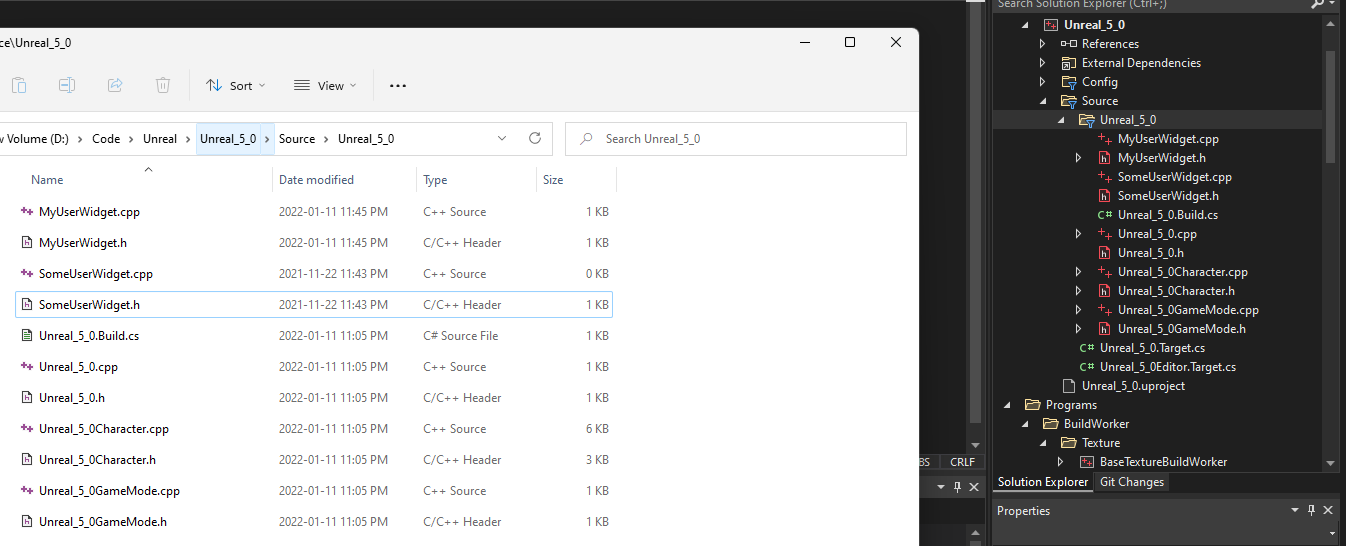 Search Solution Explorer (Ctrl+;)
ce\Unreal_5_0
Sort
View
w Volume (D:) > Code > Unreal > Unreal_5_0 > Source > Unreal_5_0
Search Unreal_5_0
Name Date modified Type Size
MyUserWidget.cpp 2022-01-11 11:45 PM C++ Source 1 KB
MyUserWidget.h 2022-01-11 11:45 PM C/C++ Header 1 KB
SomeUserWidget.cpp 2021-11-22 11:43 PM C++ Source 0 KB
SomeUserWidget.h 2021-11-22 11:43 PM C/C++ Header 1 KB
Unreal_5_0.Build.cs 2022-01-11 11:05 PM C# Source File 1 KB
Unreal_5_0.cpp 2022-01-11 11:05 PM C++ Source 1 KB
Unreal_5_0.h 2022-01-11 11:05 PM C/C++ Header 1 KB
Unreal_5_0Character.cpp 2022-01-11 11:05 PM C++ Source 6 KB
Unreal_5_0Character.h 2022-01-11 11:05 PM C/C++ Header 3 KB
Unreal_5_0GameMode.cpp 2022-01-11 11:05 PM C++ Source 1 KB
Unreal_5_0GameMode.h 2022-01-11 11:05 PM C/C++ Header 1 KB
BS CRLF
Unreal_5_0
References
External Dependencies
Config
Source
Unreal_5_0
MyUserWidget.cpp
MyUserWidget.h
SomeUserWidget.cpp
SomeUserWidget.h
C# Unreal_5_0.Build.cs
Unreal_5_0.cpp
Unreal_5_0.h
Unreal_5_0Character.cpp
Unreal_5_0Character.h
Unreal_5_0GameMode.cpp
Unreal_5_0GameMode.h
C# Unreal_5_0.Target.cs
C# Unreal_5_0Editor.Target.cs
Unreal_5_0.uproject
Programs
BuildWorker
Texture
BaseTextureBuildWorker
Solution Explorer Git Changes
Properties